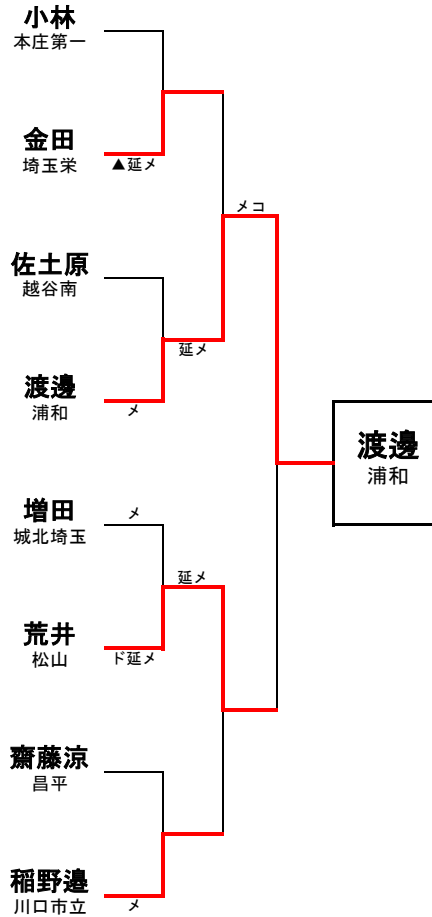 小林
本庄第一
金田
埼玉栄
▲延メ
メコ
佐土原
越谷南
延メ
渡邊
浦和
メ
渡邊
浦和
増田
城北埼玉
メ
延メ
荒井
松山
ド延メ
齋藤涼
昌平
稲野邉
川口市立
メ